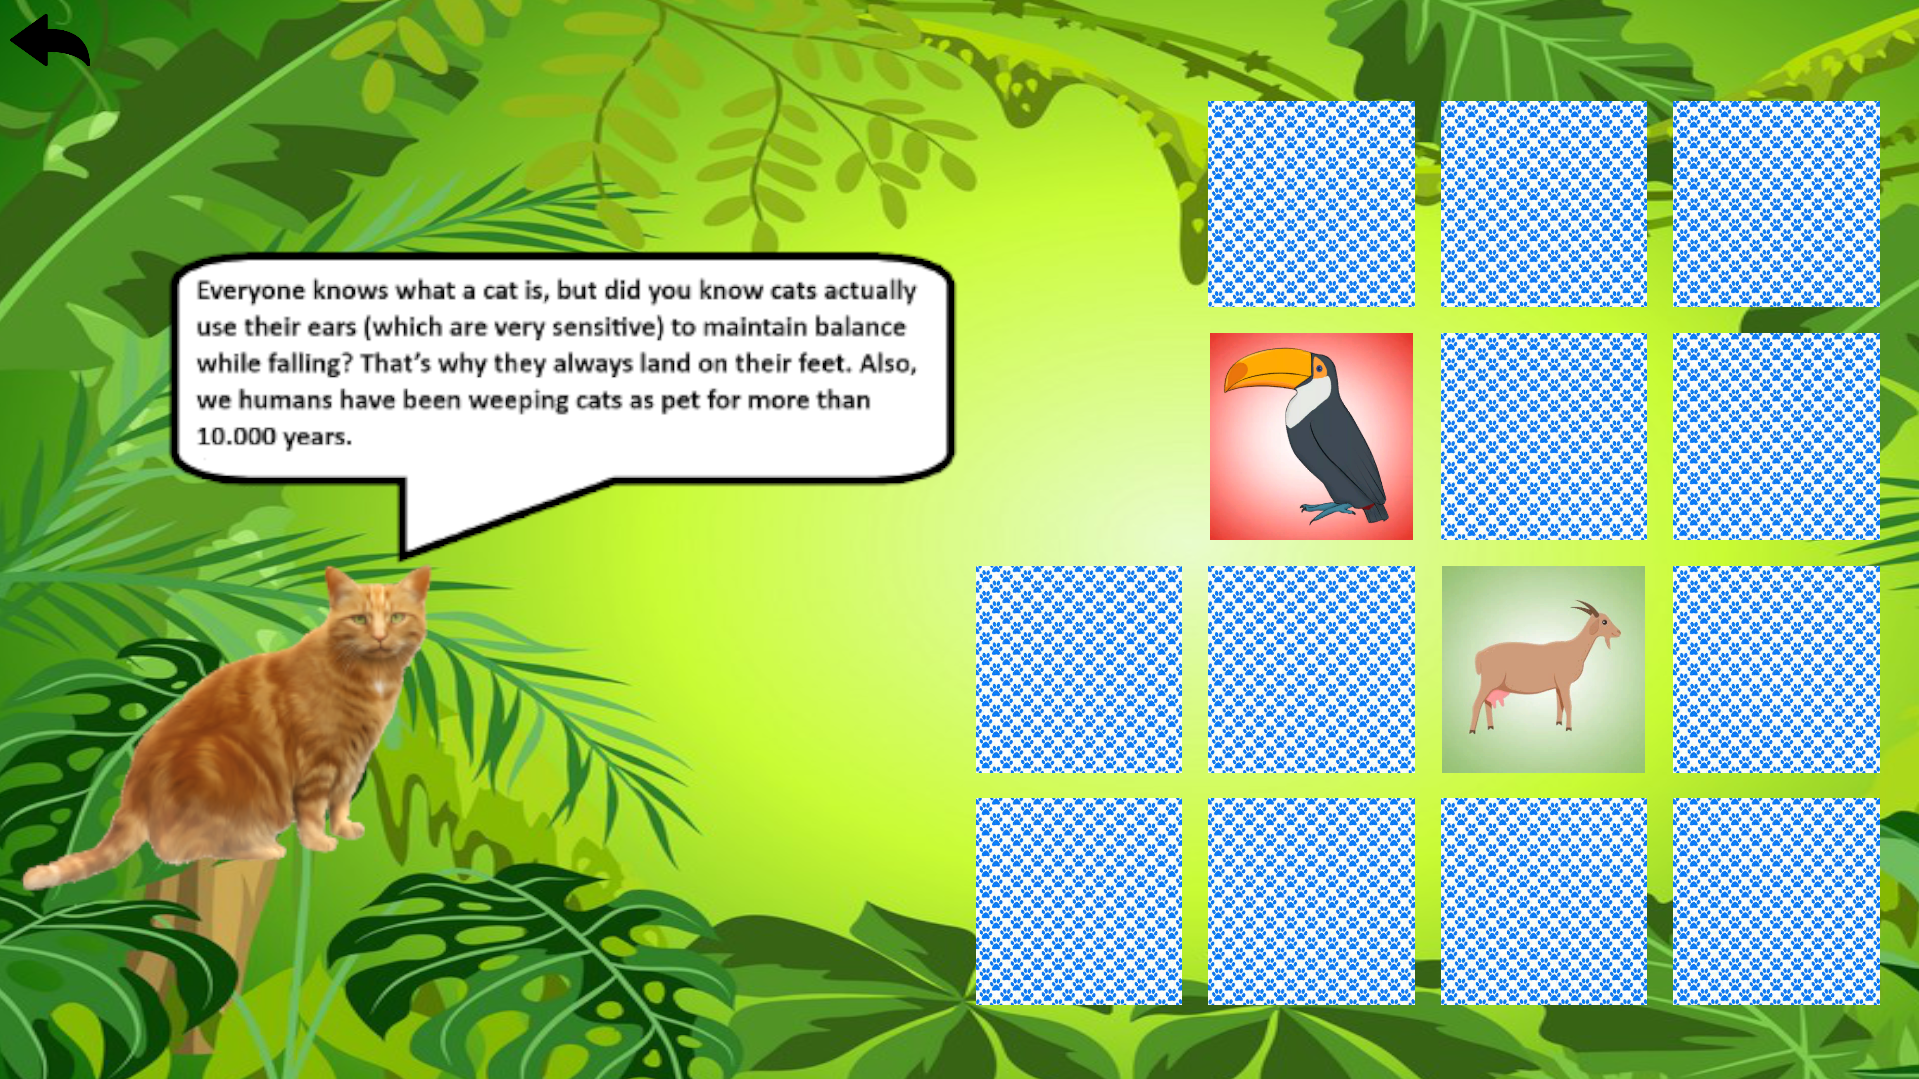 Everyone knows what a cat is, but did you know cats actually
use their ears (which are very sensitive) to maintain balance
while falling? That's why they always land on their feet. Also,
we humans have been weeping cats as pet for more than
10.000 years.